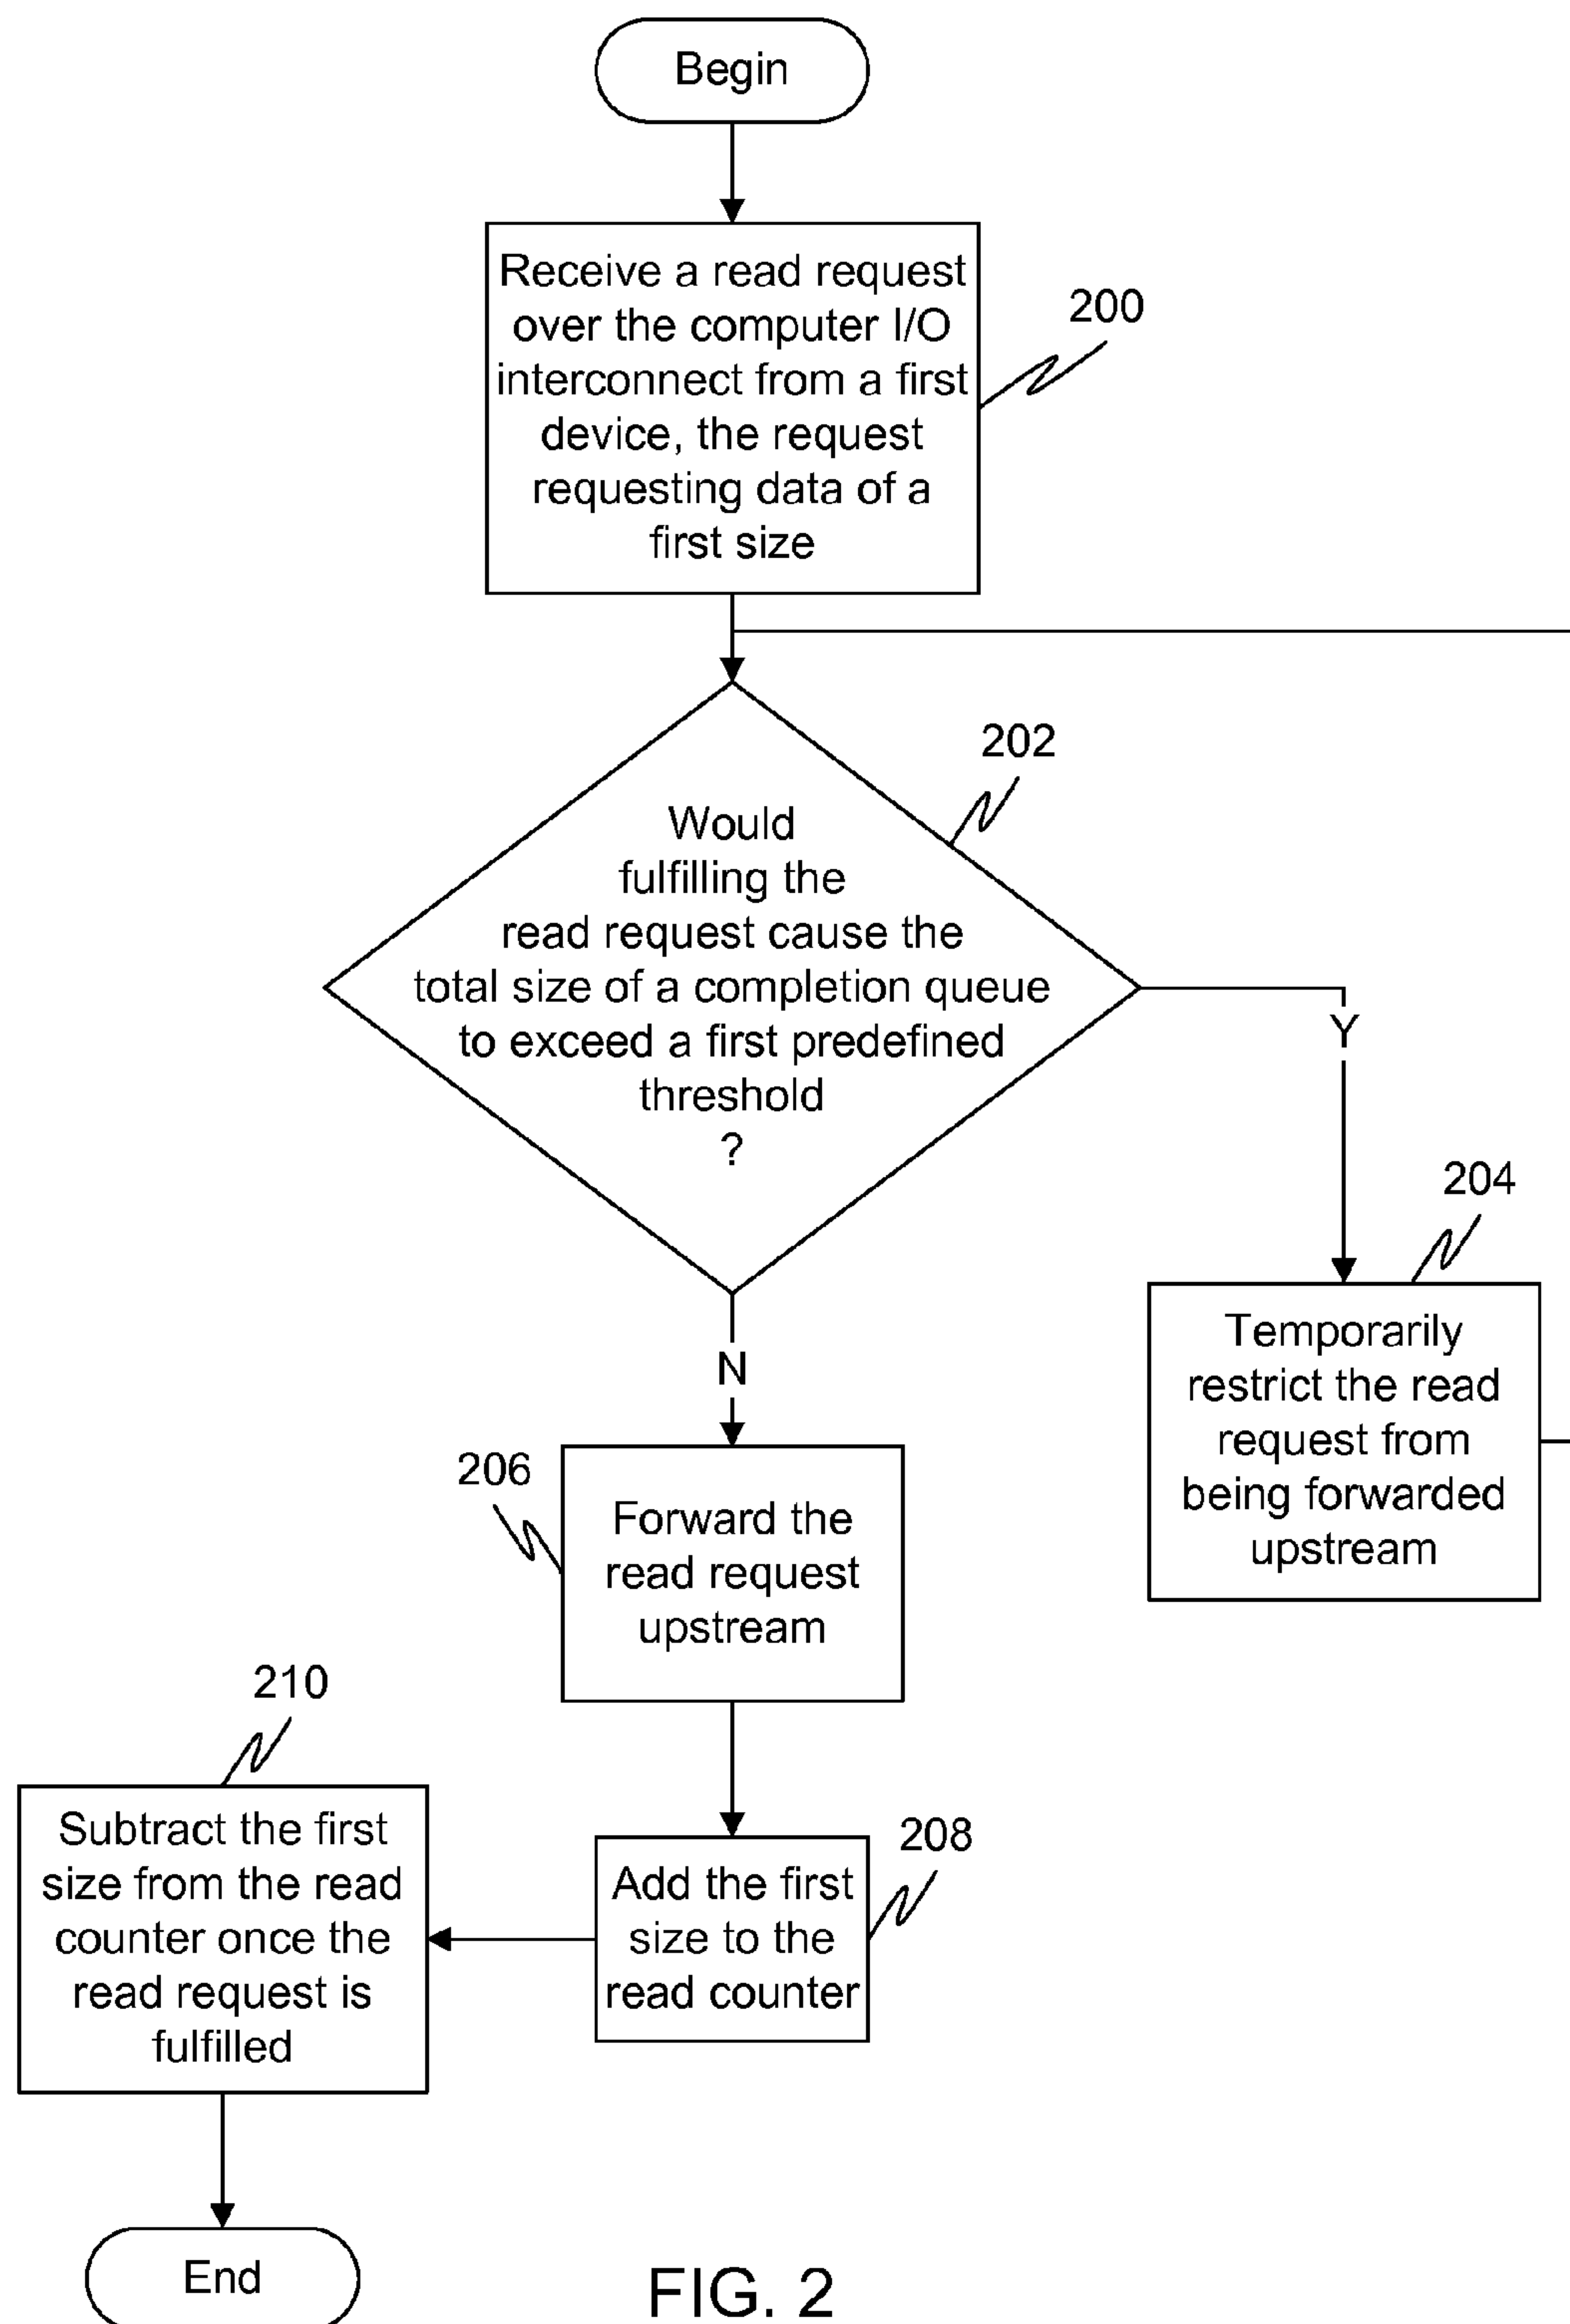 Begin
Receive a read request
over the computer I/O
interconnect from a first
device, the request
requesting data of a
first size
200
202
Would
fulfilling the
read request cause the
total size of a completion queue
to exceed a first predefined
threshold
?
Y
204
Temporarily
restrict the read
request from
being forwarded
upstream
N
206
Forward the
read request
upstream
210
Subtract the first
size from the read
counter once the
read request is
fulfilled
208
Add the first
size to the
read counter
End
FIG. 2